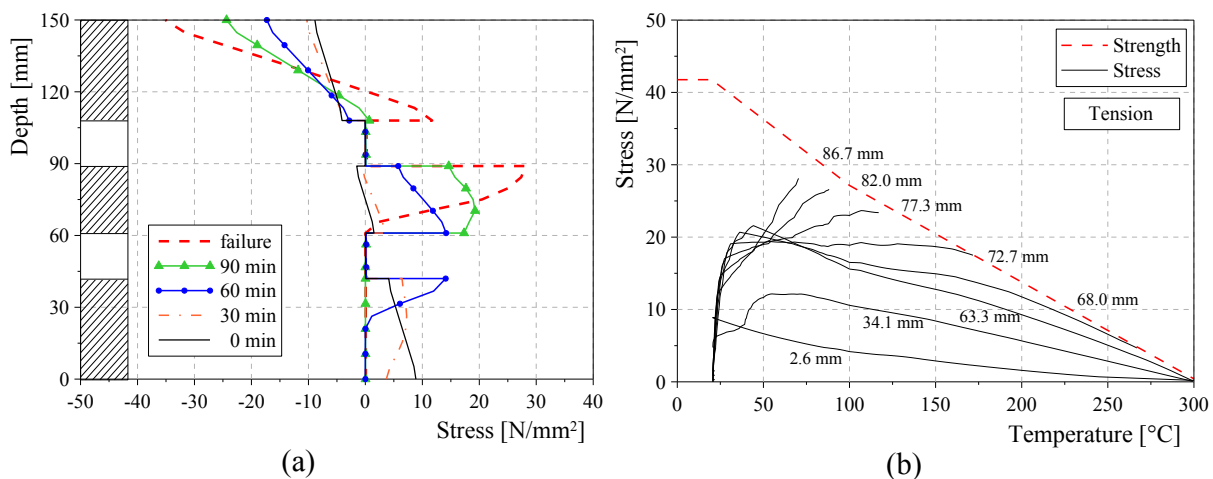 150
120
90
60
30
0
Depth [mm]
failure
90 min
60 min
30 min
0 min
-50 -40 -30 -20 -10 0 10 20 30 40
Stress [N/mm²]
(a)
50
40
30
20
10
0
Stress [N/mm²]
Strength
Stress
Tension
86.7 mm
82.0 mm
77.3 mm
72.7 mm
68.0 mm
63.3 mm
34.1 mm
2.6 mm
0 50 100 150 200 250 300
Temperature [°C]
(b)